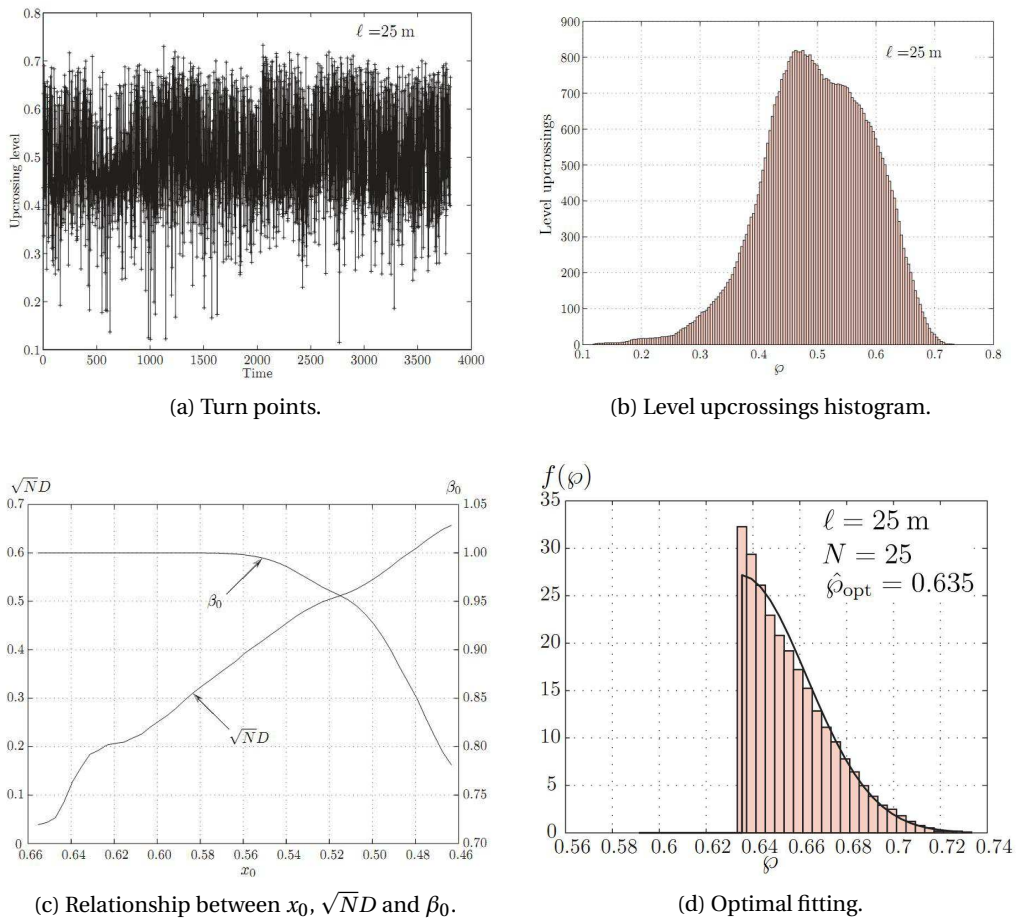 0.8
0.7
0.6
0.5
0.4
0.3
0.2
0.1
Upcrossing level
ℓ = 25 m
0 500 1000 1500 2000 2500 3000 3500 4000
Time
(a) Turn points.
900
800
700
600
500
400
300
200
100
0
Level upcrossings
ℓ = 25 m
0.1 0.2 0.3 0.4 0.5 0.6 0.7 0.8
℘
(b) Level upcrossings histogram.
√N D
β₀
0.7
0.6
0.5
0.4
0.3
0.2
0.1
0
1.05
1.00
0.95
0.90
0.85
0.80
0.75
0.70
β₀
√N D
0.66 0.64 0.62 0.60 0.58 0.56 0.54 0.52 0.50 0.48 0.46
x₀
(c) Relationship between x₀, √N D and β₀.
f(℘)
35
30
25
20
15
10
5
0
ℓ = 25 m
N = 25
℘̂opt = 0.635
0.56 0.58 0.6 0.62 0.64 0.66 0.68 0.7 0.72 0.74
℘
(d) Optimal fitting.